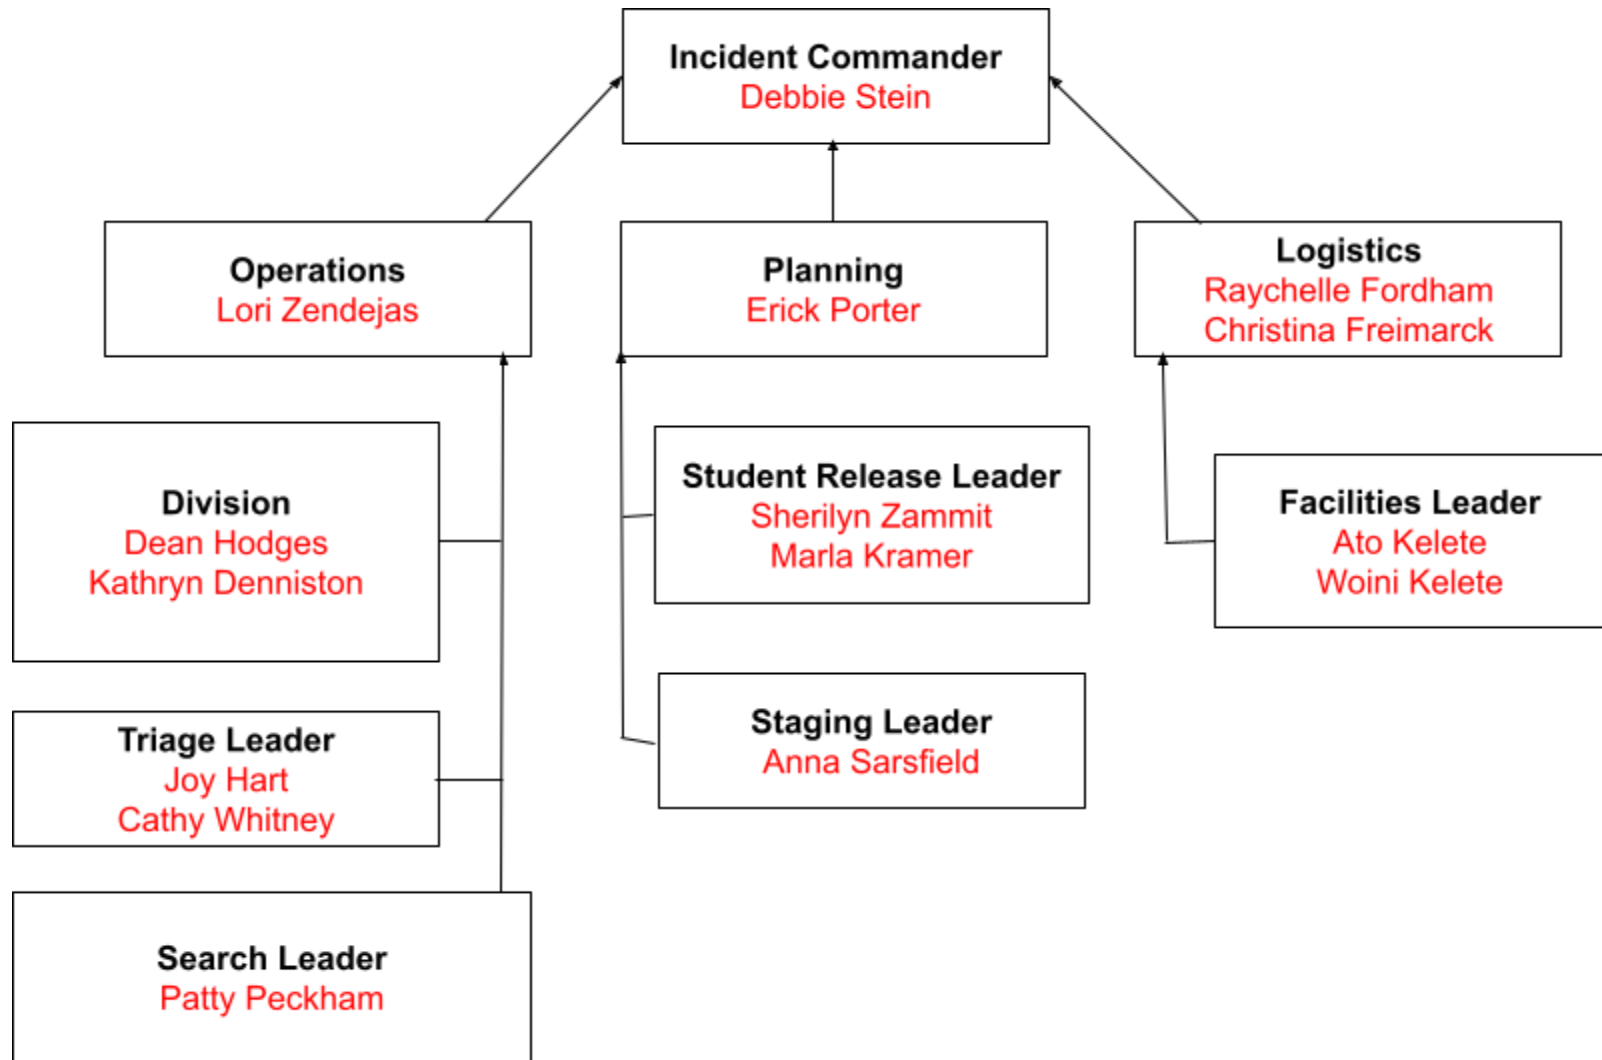 Incident Commander
Debbie Stein
Operations
Lori Zendejas
Planning
Erick Porter
Logistics
Raychelle Fordham
Christina Freimarck
Division
Dean Hodges
Kathryn Denniston
Student Release Leader
Sherilyn Zammit
Marla Kramer
Facilities Leader
Ato Kelete
Woini Kelete
Triage Leader
Joy Hart
Cathy Whitney
Staging Leader
Anna Sarsfield
Search Leader
Patty Peckham